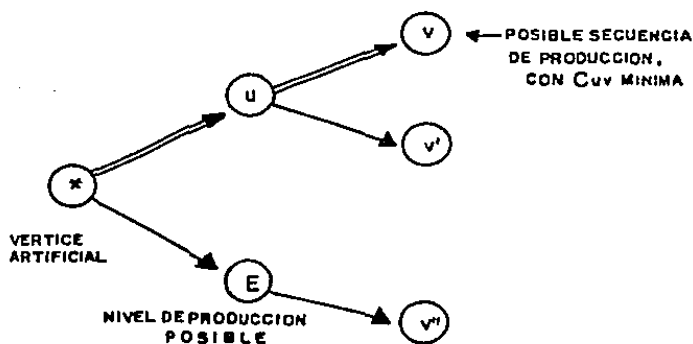 v
POSIBLE SECUENCIA
DE PRODUCCION,
CON Cuv MINIMA
u
v'
*
VERTICE
ARTIFICIAL
E
NIVEL DE PRODUCCION
POSIBLE
v"